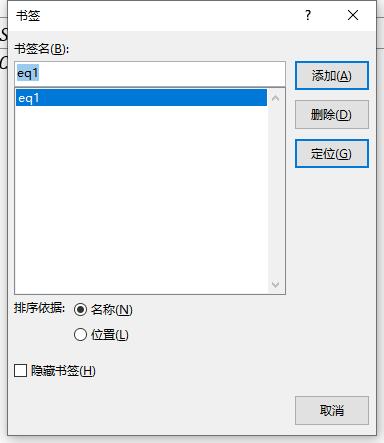 书签
?
书签名(B):
eq1
添加(A)
eq1
删除(D)
定位(G)
排序依据:
名称(N)
位置(L)
隐藏书签(H)
取消